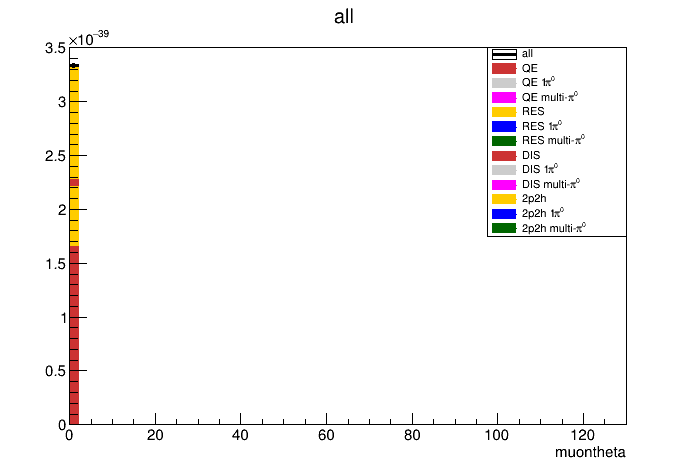 all
×10⁻³⁹
3.5
3
2.5
2
1.5
1
0.5
0
0 20 40 60 80 100 120
muontheta
all
QE
QE 1π⁰
QE multi-π⁰
RES
RES 1π⁰
RES multi-π⁰
DIS
DIS 1π⁰
DIS multi-π⁰
2p2h
2p2h 1π⁰
2p2h multi-π⁰